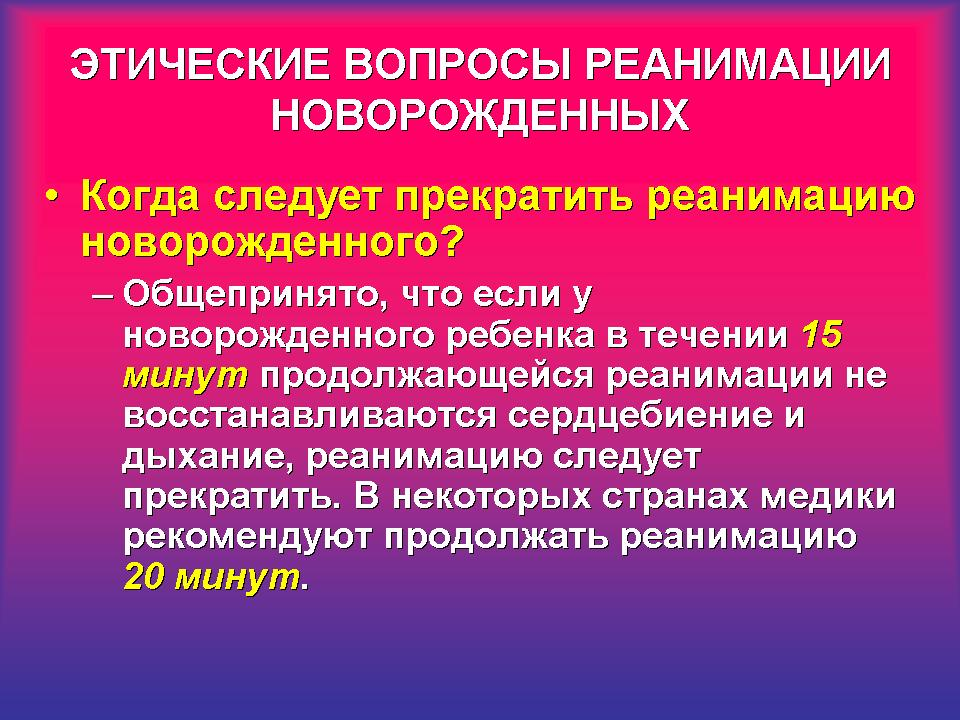 ЭТИЧЕСКИЕ ВОПРОСЫ РЕАНИМАЦИИ
НОВОРОЖДЕННЫХ
• Когда следует прекратить реанимацию
новорожденного?
– Общепринято, что если у
новорожденного ребенка в течении 15
минут продолжающейся реанимации не
восстанавливаются сердцебиение и
дыхание, реанимацию следует
прекратить. В некоторых странах медики
рекомендуют продолжать реанимацию
20 минут.